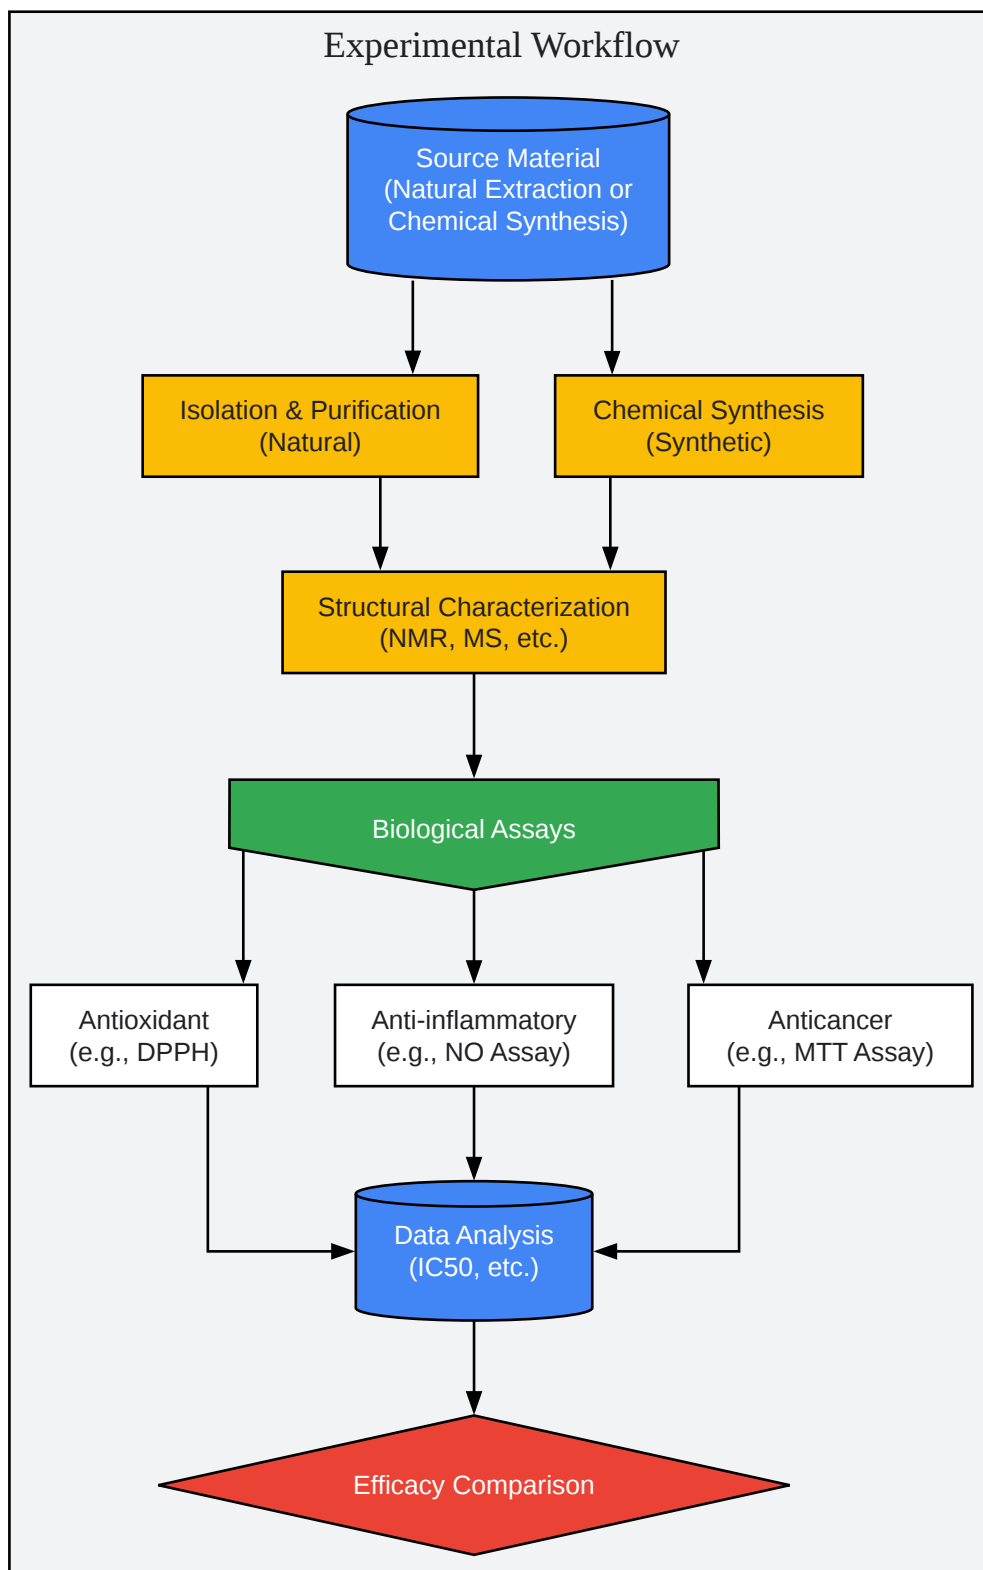 Experimental Workflow
Source Material
(Natural Extraction or
Chemical Synthesis)
Isolation & Purification
(Natural)
Chemical Synthesis
(Synthetic)
Structural Characterization
(NMR, MS, etc.)
Biological Assays
Antioxidant
(e.g., DPPH)
Anti-inflammatory
(e.g., NO Assay)
Anticancer
(e.g., MTT Assay)
Data Analysis
(IC50, etc.)
Efficacy Comparison